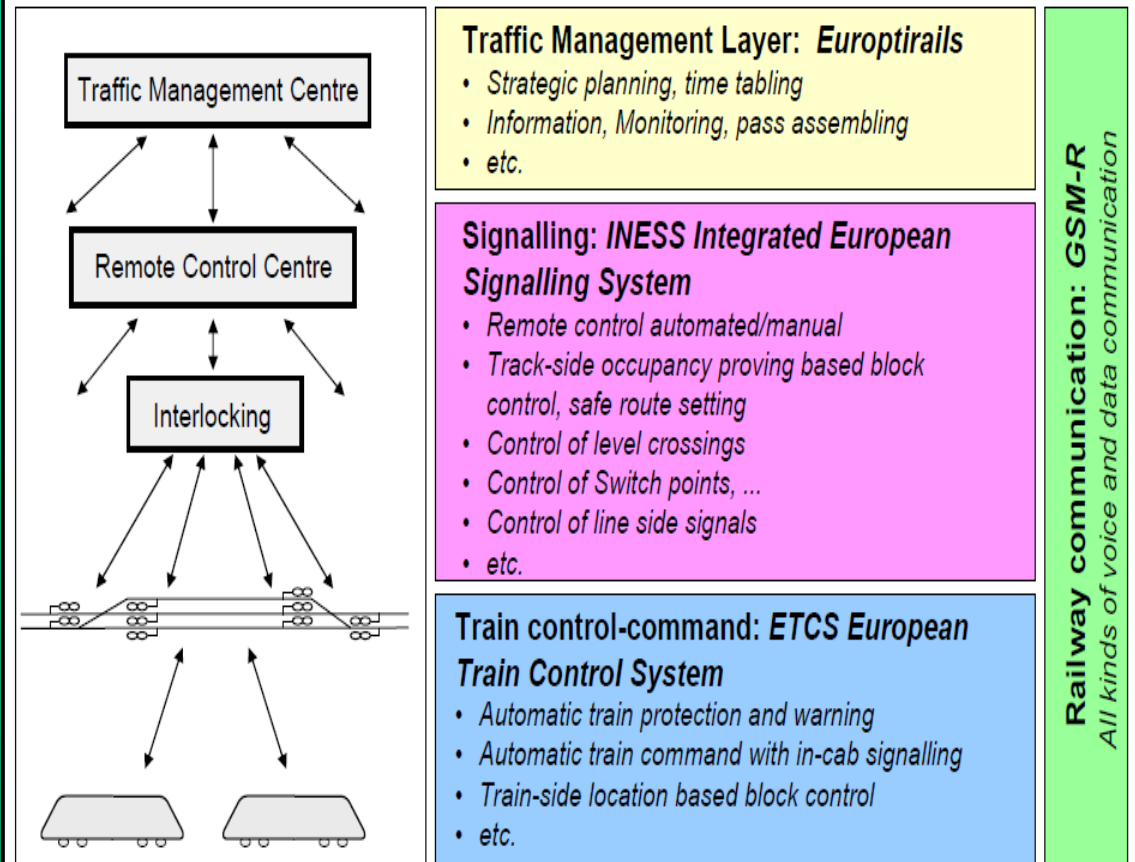 Traffic Management Centre
Remote Control Centre
Interlocking
Traffic Management Layer: Europtirails
• Strategic planning, time tabling
• Information, Monitoring, pass assembling
• etc.
Signalling: INESS Integrated European
Signalling System
• Remote control automated/manual
• Track-side occupancy proving based block
control, safe route setting
• Control of level crossings
• Control of Switch points, ...
• Control of line side signals
• etc.
Train control-command: ETCS European
Train Control System
• Automatic train protection and warning
• Automatic train command with in-cab signalling
• Train-side location based block control
• etc.
Railway communication: GSM-R
All kinds of voice and data communication